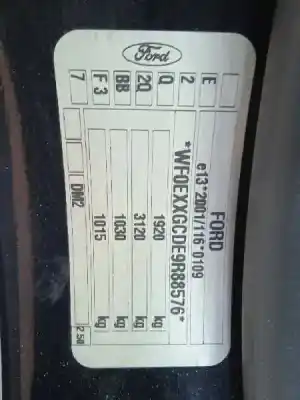 Ford
FORD
e13*2001/116*0109
*WF0EXXGCDE9R88576*
1920 kg
3120 kg
1030 kg
1015 kg
DM2
2.50
E
2
Q
2Q
BB
F 3
7